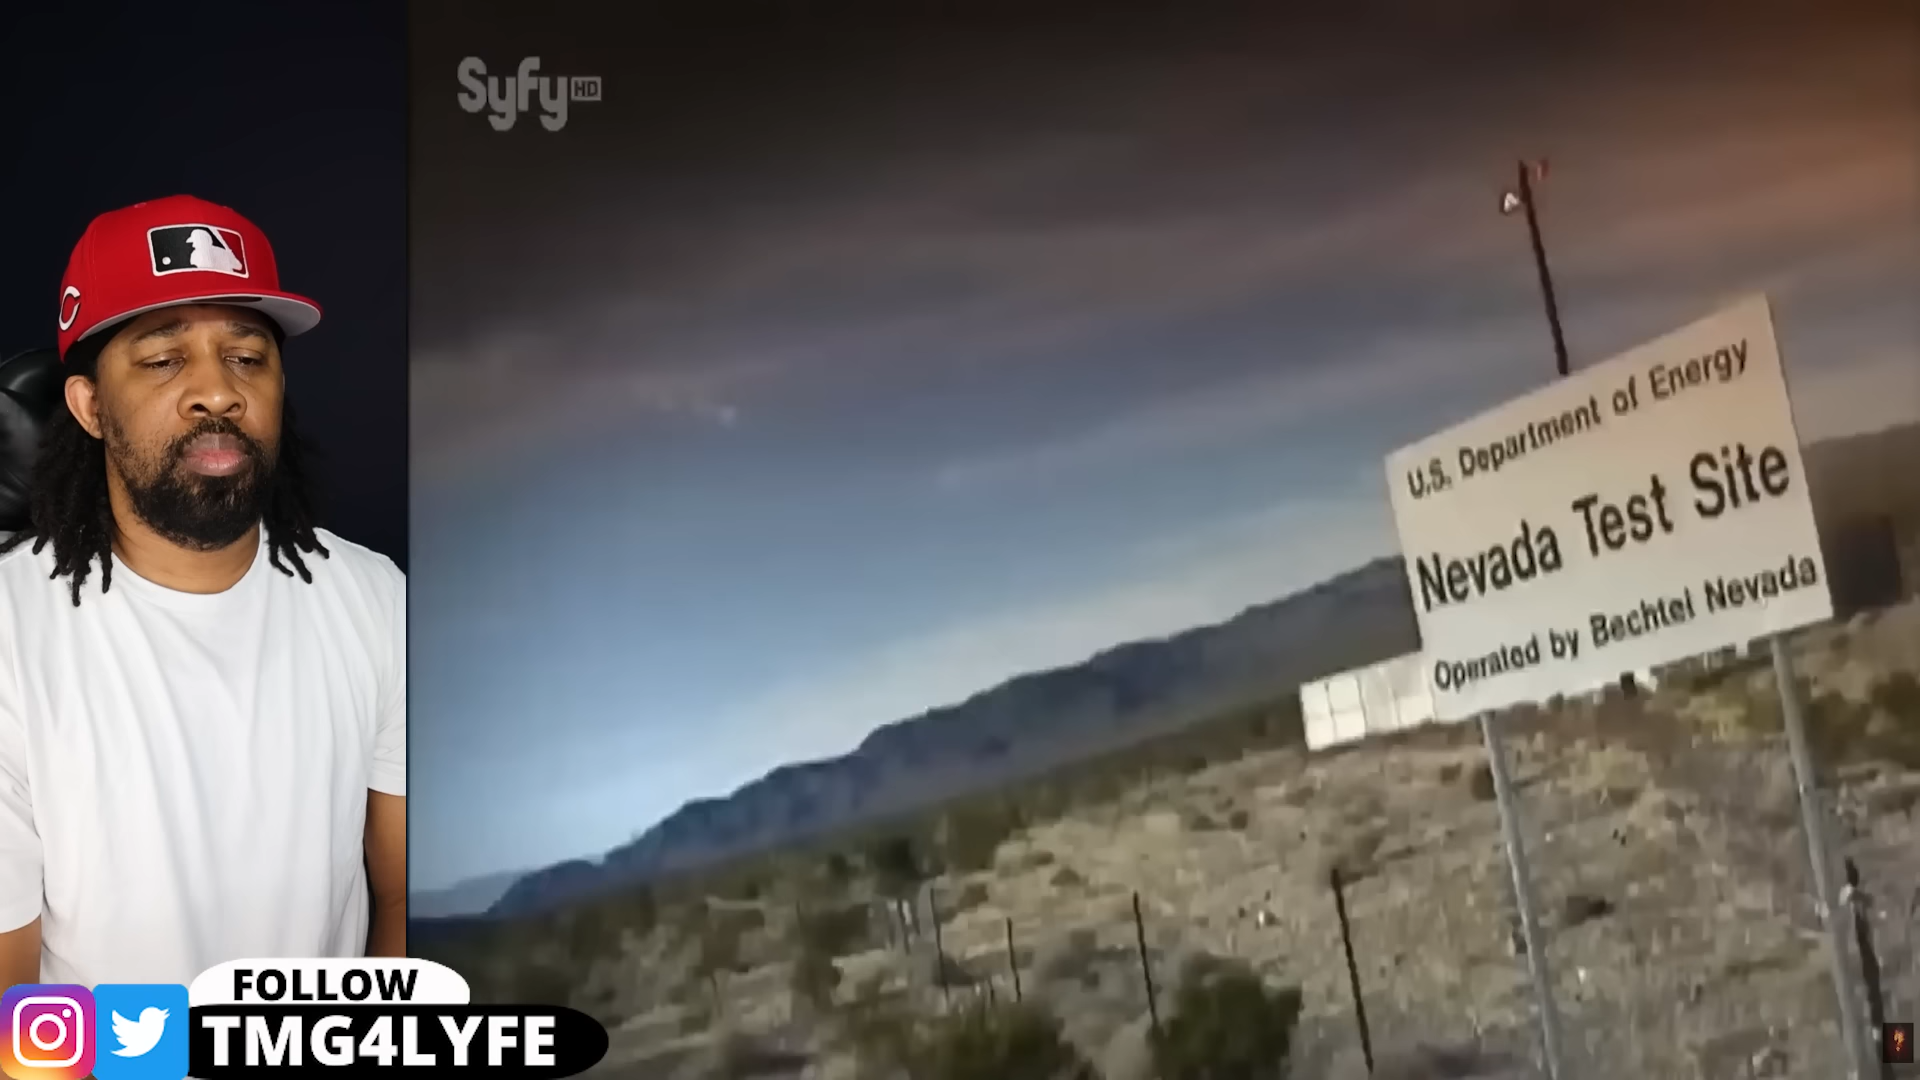 Syfy HD
U.S. Department of Energy
Nevada Test Site
Operated by Bechtel Nevada
C
FOLLOW
TMG4LYFE